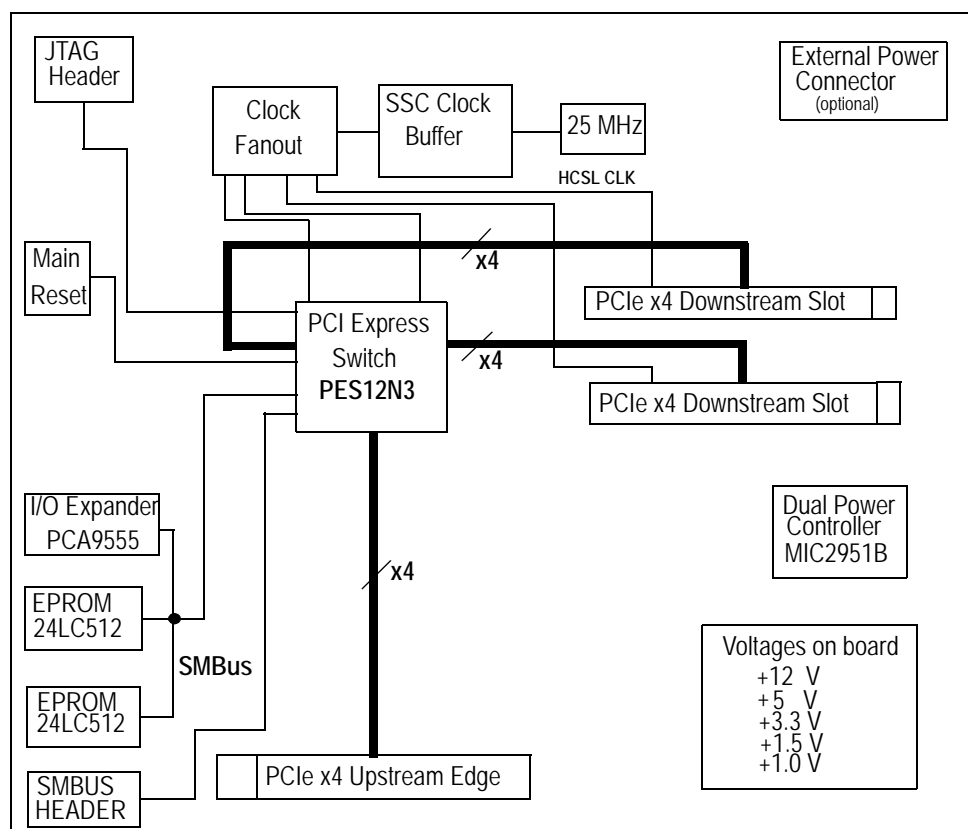 JTAG
Header
External Power
Connector
(optional)
Clock
Fanout
SSC Clock
Buffer
25 MHz
HCSL CLK
x4
Main
Reset
PCIe x4 Downstream Slot
PCI Express
Switch
PES12N3
x4
PCIe x4 Downstream Slot
I/O Expander
PCA9555
Dual Power
Controller
MIC2951B
x4
EPROM
24LC512
SMBus
EPROM
24LC512
Voltages on board
+12 V
+5 V
+3.3 V
+1.5 V
+1.0 V
PCIe x4 Upstream Edge
SMBUS
HEADER